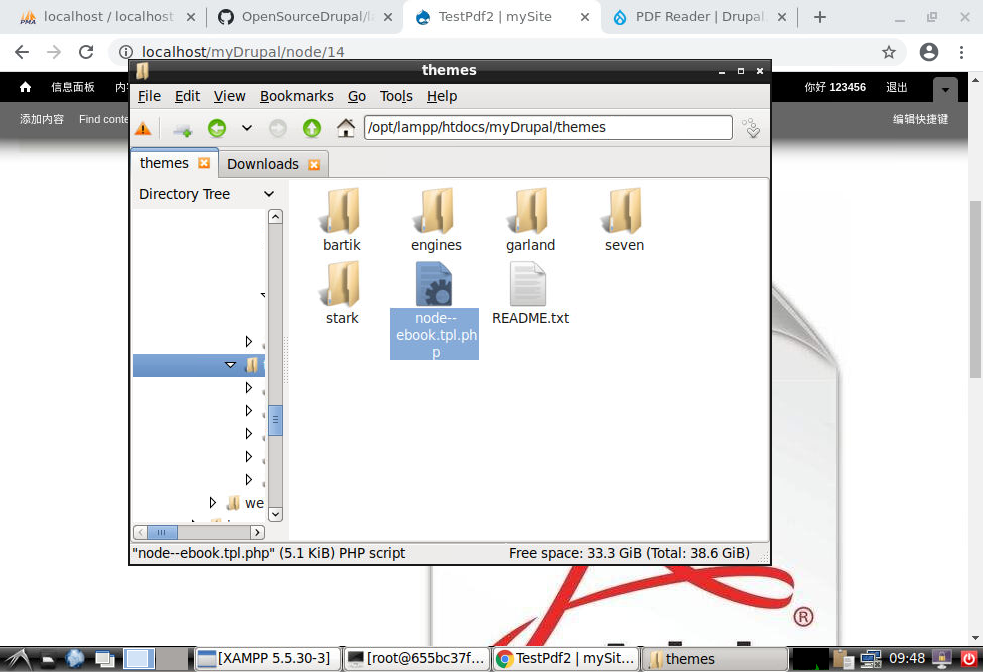 localhost / localhost
OpenSourceDrupal/l
TestPdf2 | mySite
PDF Reader | Drupal.
localhost/myDrupal/node/14
信息面板
内
你好 123456
退出
添加内容
Find conte
编辑快捷键
themes
File Edit View Bookmarks Go Tools Help
/opt/lampp/htdocs/myDrupal/themes
themes
Downloads
Directory Tree
bartik
engines
garland
seven
stark
node--
ebook.tpl.ph
p
README.txt
we
"node--ebook.tpl.php" (5.1 KiB) PHP script
Free space: 33.3 GiB (Total: 38.6 GiB)
®
[XAMPP 5.5.30-3]
[root@655bc37f...
TestPdf2 | mySit...
themes
09:48